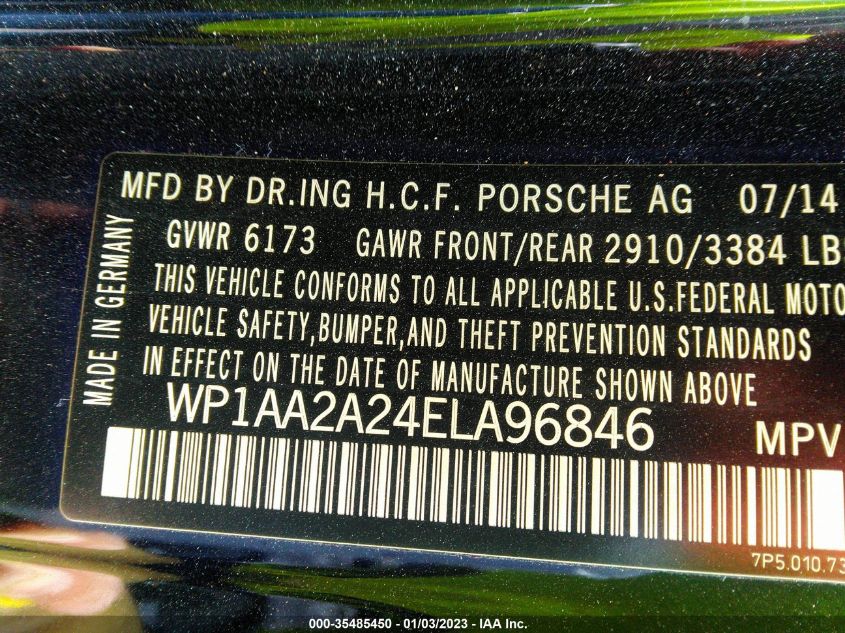 MFD BY DR.ING H.C.F. PORSCHE AG 07/14
GVWR 6173 GAWR FRONT/REAR 2910/3384 LBS
THIS VEHICLE CONFORMS TO ALL APPLICABLE U.S.FEDERAL MOTO
VEHICLE SAFETY,BUMPER,AND THEFT PREVENTION STANDARDS
IN EFFECT ON THE DATE OF MANUFACTURE SHOWN ABOVE
MADE IN GERMANY
WP1AA2A24ELA96846 MPV
7P5.010.73
000-35485450 - 01/03/2023 - IAA Inc.